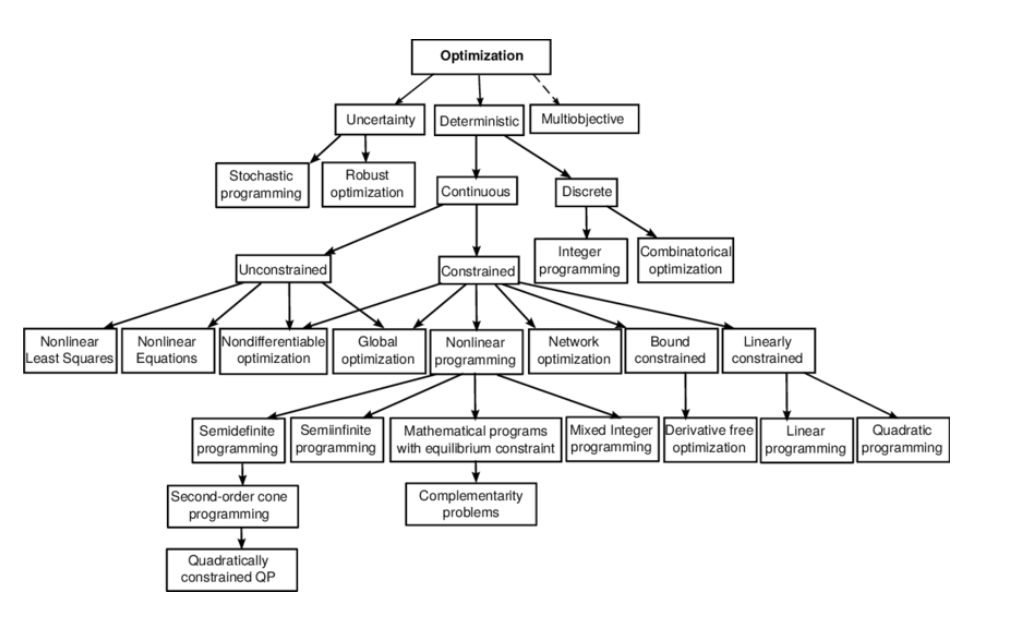 Optimization
Uncertainty
Deterministic
Multiobjective
Stochastic
programming
Robust
optimization
Continuous
Discrete
Integer
programming
Combinatorical
optimization
Unconstrained
Constrained
Nonlinear
Least Squares
Nonlinear
Equations
Nondifferentiable
optimization
Global
optimization
Nonlinear
programming
Network
optimization
Bound
constrained
Linearly
constrained
Semidefinite
programming
Semiinfinite
programming
Mathematical programs
with equilibrium constraint
Mixed Integer
programming
Derivative free
optimization
Linear
programming
Quadratic
programming
Second-order cone
programming
Complementarity
problems
Quadratically
constrained QP